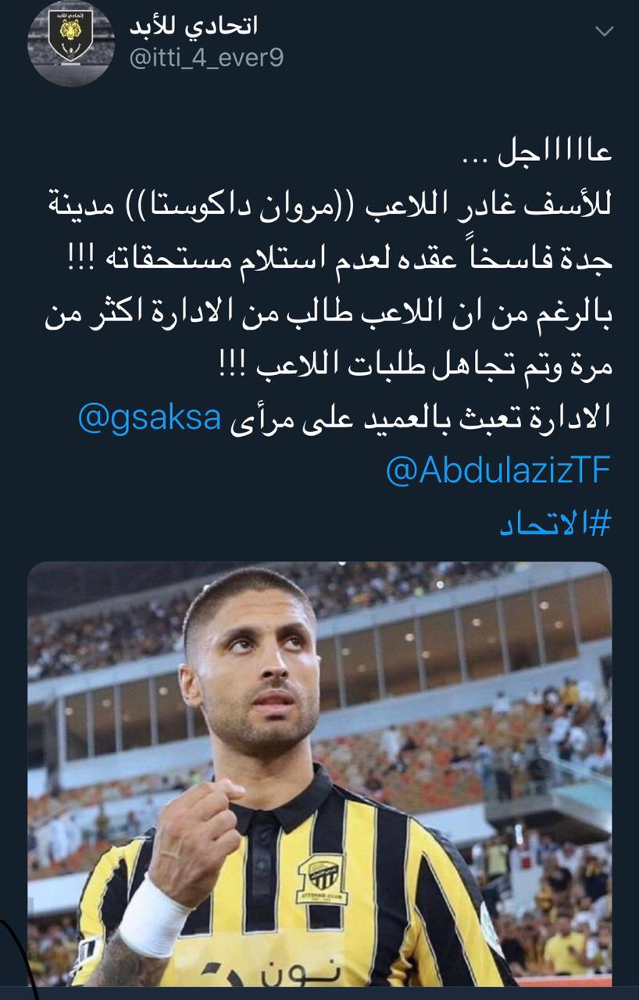 اتحادي للأبد
@itti_4_ever9
عااااااجل ...
للأسف غادر اللاعب ((مروان داكوستا)) مدينة
جدة فاسخاً عقده لعدم استلام مستحقاته !!!
بالرغم من ان اللاعب طالب من الادارة اكثر من
مرة وتم تجاهل طلبات اللاعب !!!
الادارة تعبث بالعميد على مرأى @gsaksa
@AbdulazizTF
#الاتحاد
ITTIHAD CLUB
نون